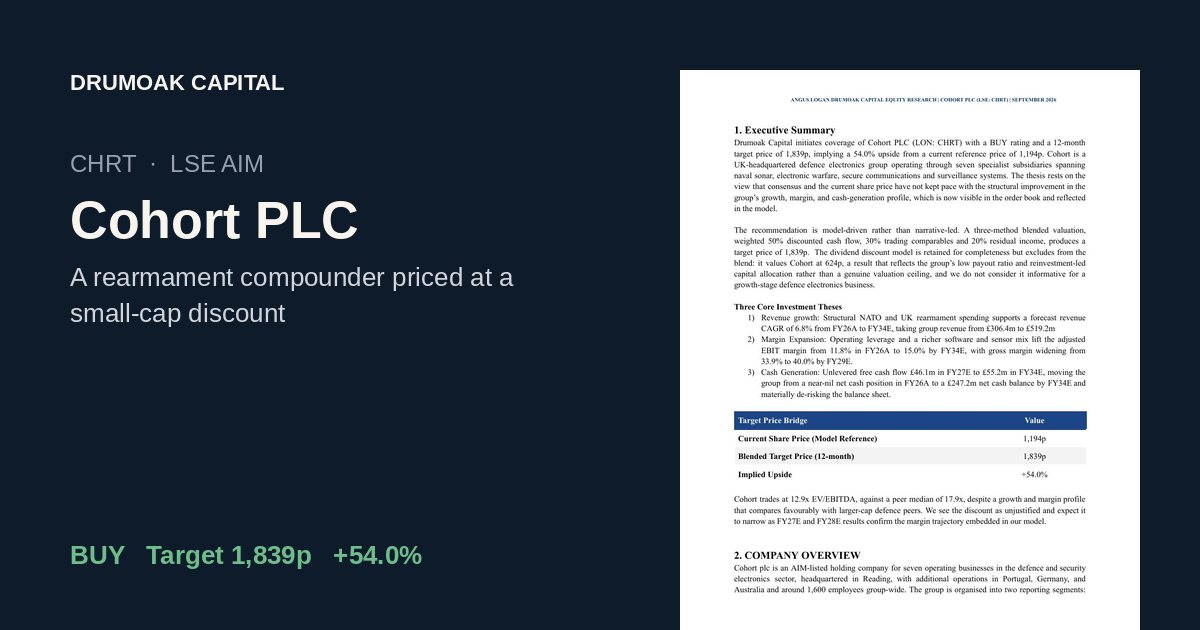 DRUMOAK CAPITAL
CHRT · LSE AIM
Cohort PLC
A rearmament compounder priced at a
small-cap discount
BUY Target 1,839p +54.0%
ANGUS LOGAN DRUMOAK CAPITAL EQUITY RESEARCH | COHORT PLC (LSE: CHRT) | SEPTEMBER 2026
1. Executive Summary
Drumoak Capital initiates coverage of Cohort PLC (LON: CHRT) with a BUY rating and a 12-month
target price of 1,839p, implying a 54.0% upside from a current reference price of 1,194p. Cohort is a
UK-headquartered defence electronics group operating through seven specialist subsidiaries spanning
naval sonar, electronic warfare, secure communications and surveillance systems. The thesis rests on the
view that consensus and the current share price have not kept pace with the structural improvement in the
group's growth, margin, and cash-generation profile, which is now visible in the order book and reflected
in the model.
The recommendation is model-driven rather than narrative-led. A three-method blended valuation,
weighted 50% discounted cash flow, 30% trading comparables and 20% residual income, produces a
target price of 1,839p. The dividend discount model is retained for completeness but excludes from the
blend: it values Cohort at 624p, a result that reflects the group's low payout ratio and reinvestment-led
capital allocation rather than a genuine valuation ceiling, and we do not consider it informative for a
growth-stage defence electronics business.
Three Core Investment Theses
1) Revenue growth: Structural NATO and UK rearmament spending supports a forecast revenue
CAGR of 6.8% from FY26A to FY34E, taking group revenue from £306.4m to £519.2m
2) Margin Expansion: Operating leverage and a richer software and sensor mix lift the adjusted
EBIT margin from 11.8% in FY26A to 15.0% by FY34E, with gross margin widening from
33.9% to 40.0% by FY29E.
3) Cash Generation: Unlevered free cash flow £46.1m in FY27E to £55.2m in FY34E, moving the
group from a near-nil net cash position in FY26A to a £247.2m net cash balance by FY34E and
materially de-risking the balance sheet.
Target Price Bridge Value
Current Share Price (Model Reference) 1,194p
Blended Target Price (12-month) 1,839p
Implied Upside +54.0%
Cohort trades at 12.9x EV/EBITDA, against a peer median of 17.9x, despite a growth and margin profile
that compares favourably with larger-cap defence peers. We see the discount as unjustified and expect it
to narrow as FY27E and FY28E results confirm the margin trajectory embedded in our model.
2. COMPANY OVERVIEW
Cohort plc is an AIM-listed holding company for seven operating businesses in the defence and security
electronics sector, headquartered in Reading, with additional operations in Portugal, Germany, and
Australia and around 1,600 employees group-wide. The group is organised into two reporting segments: